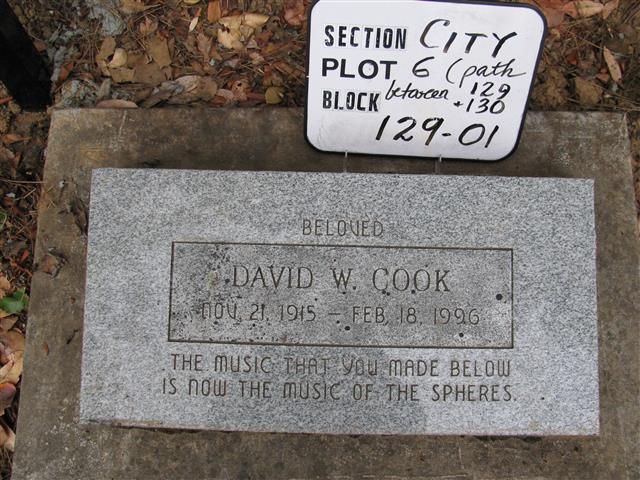 SECTION CITY
PLOT 6 (path
BLOCK between 129
+130
129-01
BELOVED
DAVID W. COOK
NOV. 21, 1915 — FEB. 18, 1996
THE MUSIC THAT YOU MADE BELOW
IS NOW THE MUSIC OF THE SPHERES.